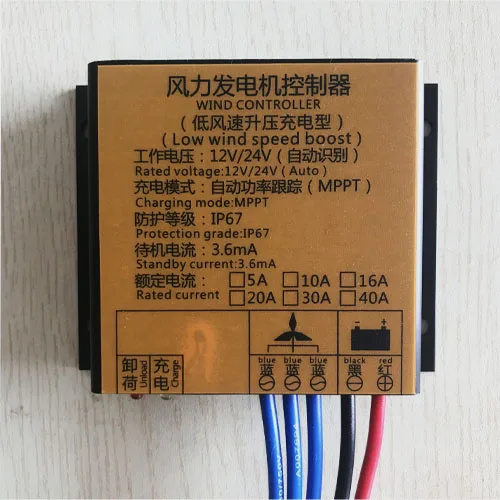 风力发电机控制器
WIND CONTROLLER
（低风速升压充电型）
(Low wind speed boost)
工作电压：12V/24V（自动识别）
Rated voltage:12V/24V（Auto）
充电模式：自动功率跟踪（MPPT）
Charging mode:MPPT
防护等级：IP67
Protection grade:IP67
待机电流：3.6mA
Standby current:3.6mA
额定电流：□5A □10A □16A
Rated current □20A □30A □40A
卸荷 Unload 充电 Charge
blue blue blue black red
蓝 蓝 蓝 黑 红